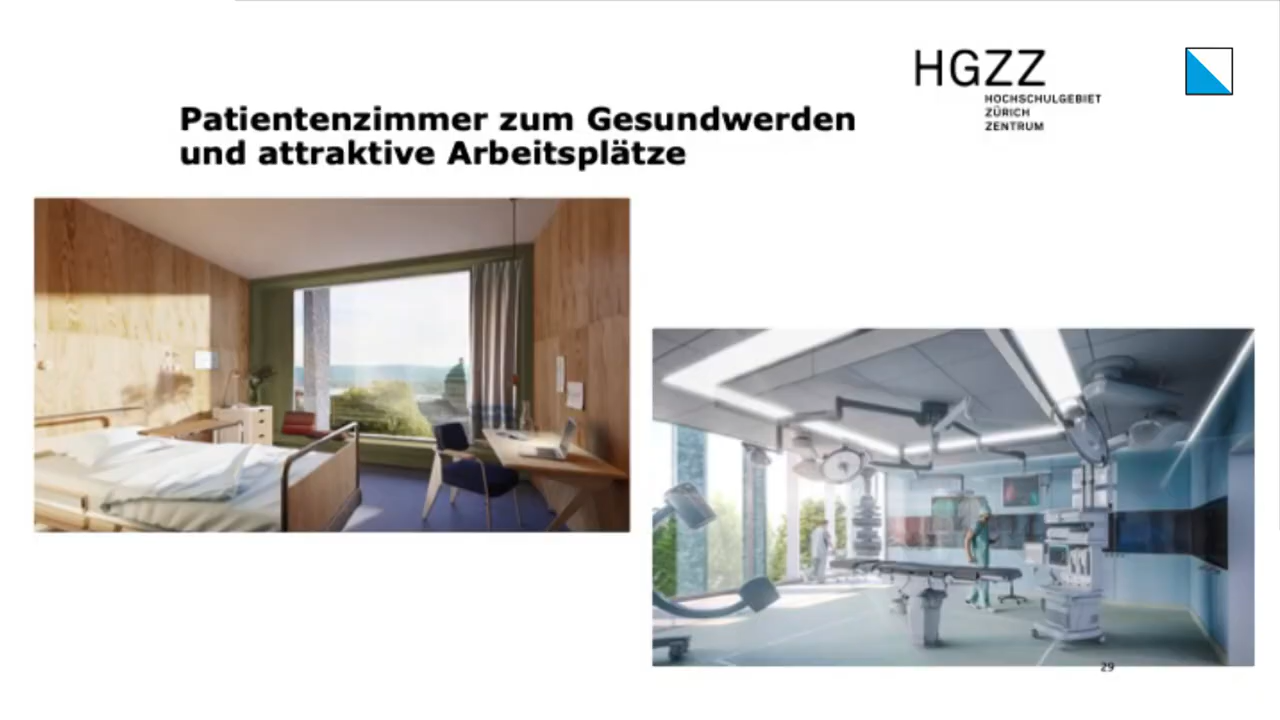 HGZZ
HOCHSCHULGEBIET
ZÜRICH
ZENTRUM
Patientenzimmer zum Gesundwerden
und attraktive Arbeitsplätze
29